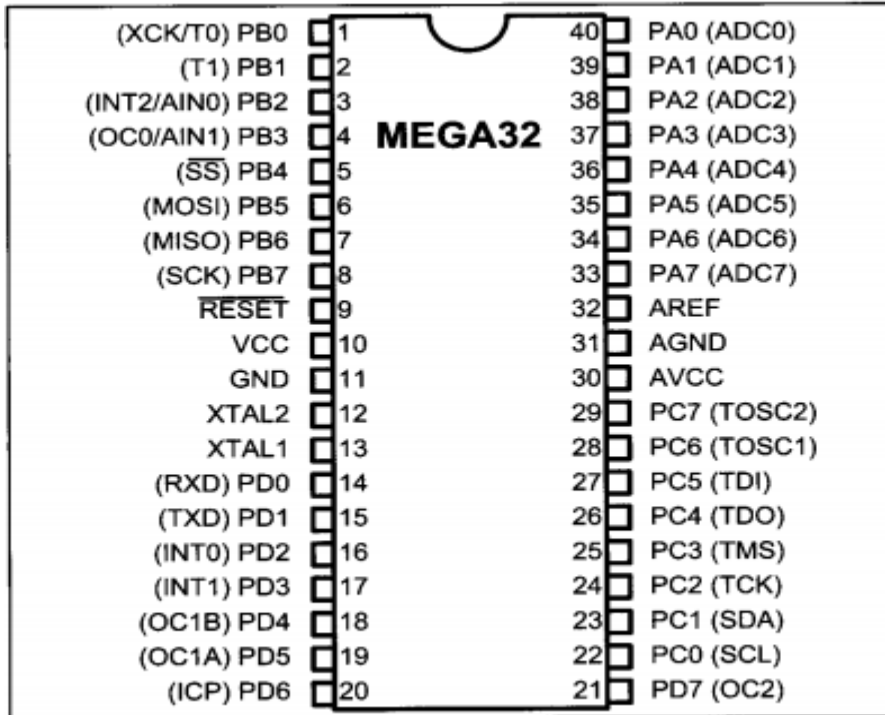 (XCK/T0) PB0 1 40 PA0 (ADC0)
(T1) PB1 2 39 PA1 (ADC1)
(INT2/AIN0) PB2 3 38 PA2 (ADC2)
(OC0/AIN1) PB3 4 MEGA32 37 PA3 (ADC3)
(SS) PB4 5 36 PA4 (ADC4)
(MOSI) PB5 6 35 PA5 (ADC5)
(MISO) PB6 7 34 PA6 (ADC6)
(SCK) PB7 8 33 PA7 (ADC7)
RESET 9 32 AREF
VCC 10 31 AGND
GND 11 30 AVCC
XTAL2 12 29 PC7 (TOSC2)
XTAL1 13 28 PC6 (TOSC1)
(RXD) PD0 14 27 PC5 (TDI)
(TXD) PD1 15 26 PC4 (TDO)
(INT0) PD2 16 25 PC3 (TMS)
(INT1) PD3 17 24 PC2 (TCK)
(OC1B) PD4 18 23 PC1 (SDA)
(OC1A) PD5 19 22 PC0 (SCL)
(ICP) PD6 20 21 PD7 (OC2)